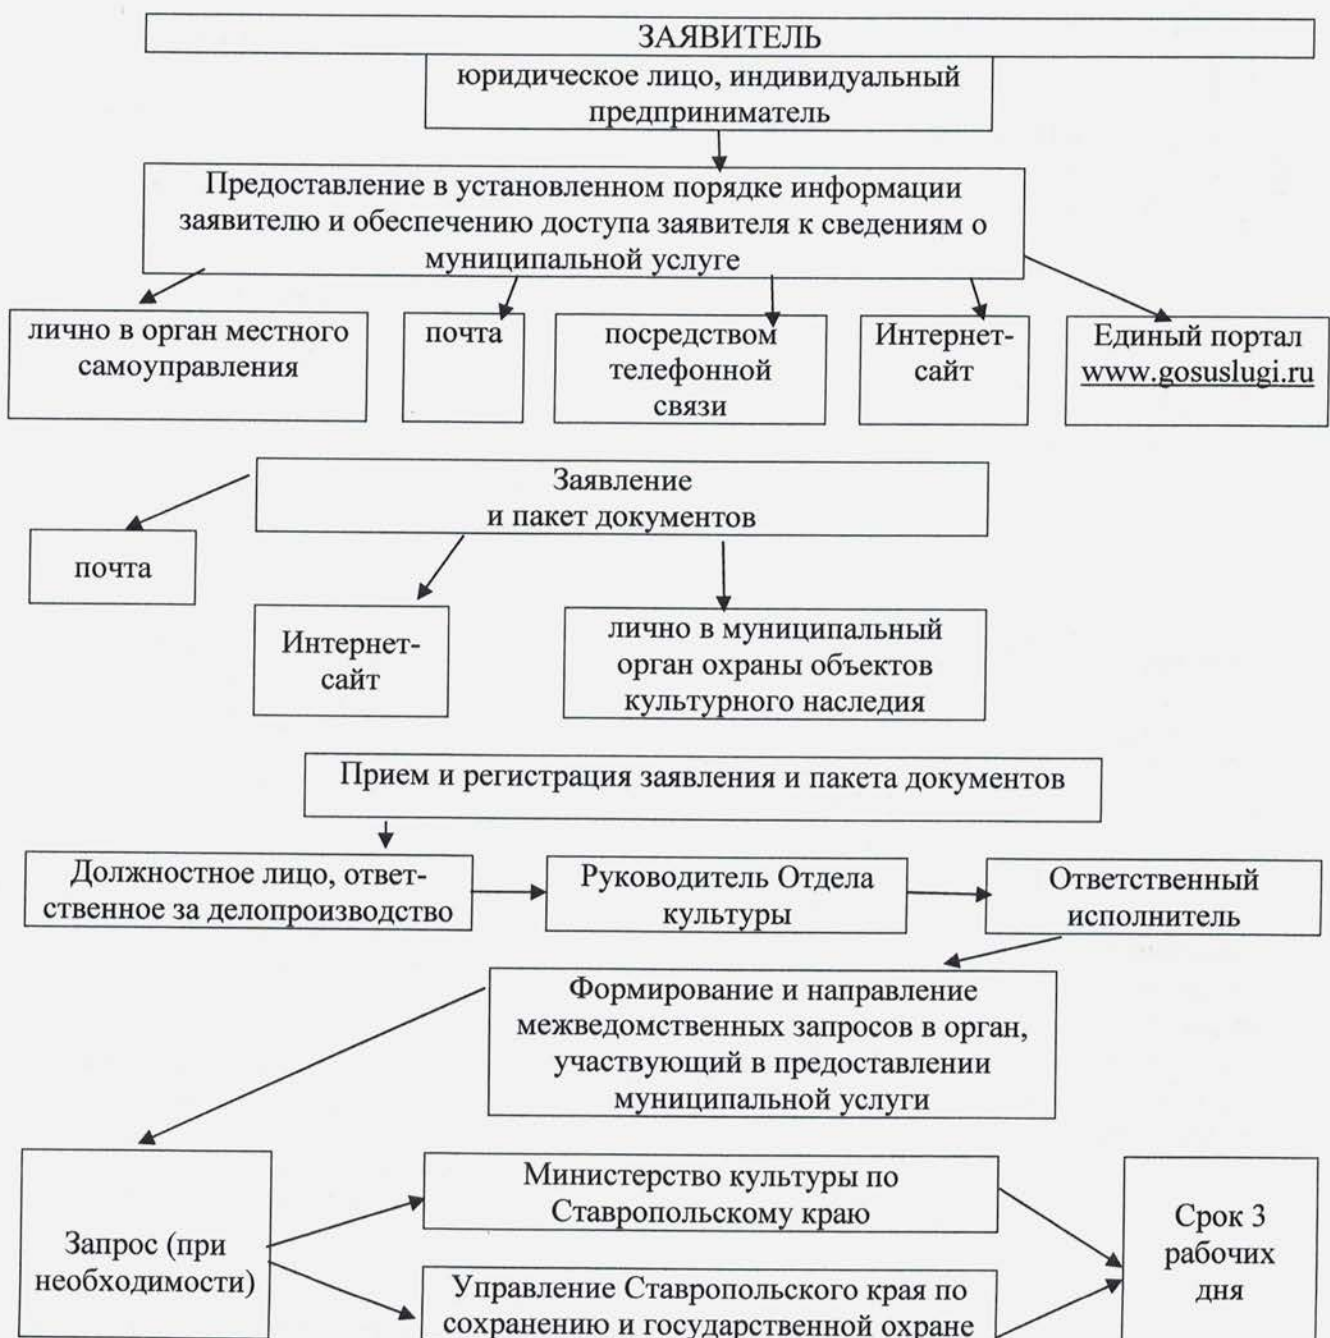 ЗАЯВИТЕЛЬ
юридическое лицо, индивидуальный
предприниматель
Предоставление в установленном порядке информации
заявителю и обеспечению доступа заявителя к сведениям о
муниципальной услуге
лично в орган местного
самоуправления
почта
посредством
телефонной
связи
Интернет-
сайт
Единый портал
www.gosuslugi.ru
Заявление
и пакет документов
почта
Интернет-
сайт
лично в муниципальный
орган охраны объектов
культурного наследия
Прием и регистрация заявления и пакета документов
Должностное лицо, ответ-
ственное за делопроизводство
Руководитель Отдела
культуры
Ответственный
исполнитель
Формирование и направление
межведомственных запросов в орган,
участвующий в предоставлении
муниципальной услуги
Запрос (при
необходимости)
Министерство культуры по
Ставропольскому краю
Управление Ставропольского края по
сохранению и государственной охране
Срок 3
рабочих
дня